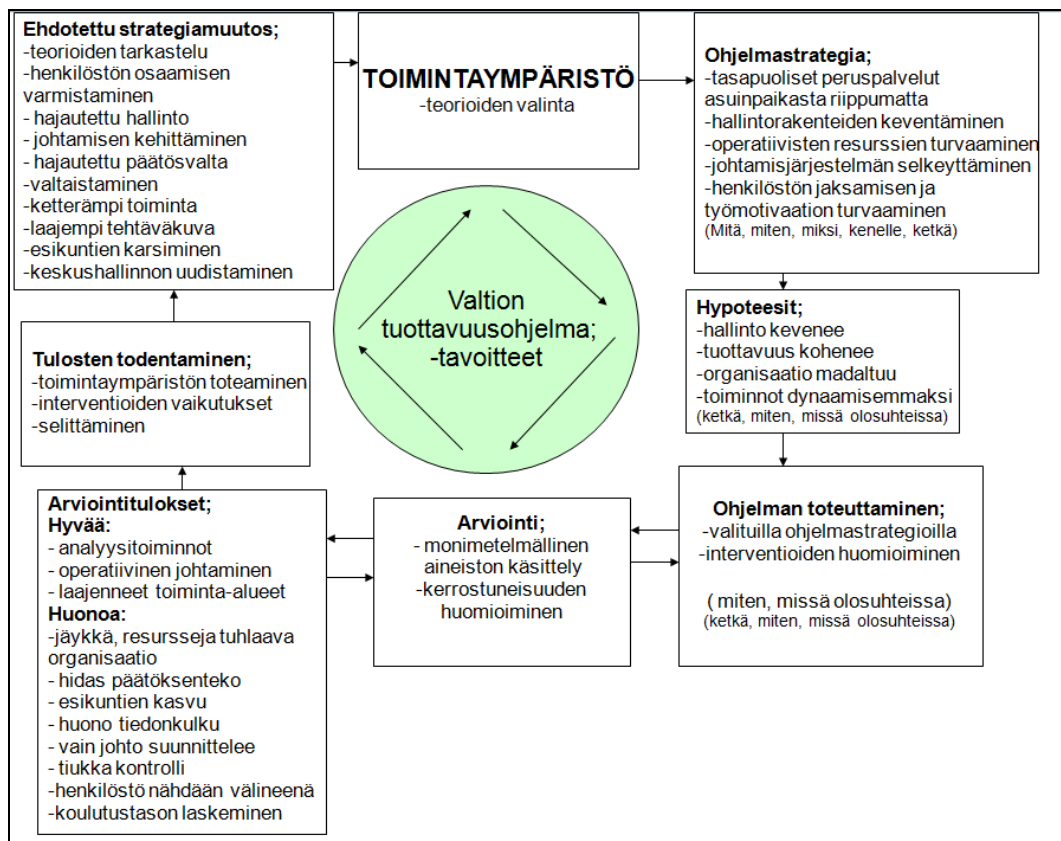 Ehdotettu strategiamuutos;
-teorioiden tarkastelu
-henkilöstön osaamisen
varmistaminen
- hajautettu hallinto
- johtamisen kehittäminen
- hajautettu päätösvalta
-valtaistaminen
-ketterämpi toiminta
-laajempi tehtäväkuva
-esikuntien karsiminen
-keskushallinnon uudistaminen
TOIMINTAYMPÄRISTÖ
-teorioiden valinta
Ohjelmastrategia;
-tasapuoliset peruspalvelut
asuinpaikasta riippumatta
-hallintorakenteiden keventäminen
-operatiivisten resurssien turvaaminen
-johtamisjärjestelmän selkeyttäminen
-henkilöstön jaksamisen ja
työmotivaation turvaaminen
(Mitä, miten, miksi, kenelle, ketkä)
Hypoteesit;
-hallinto kevenee
-tuottavuus kohenee
-organisaatio madaltuu
-toiminnot dynaamisemmaksi
(ketkä, miten, missä olosuhteissa)
Valtion
tuottavuusohjelma;
-tavoitteet
Tulosten todentaminen;
-toimintaympäristön toteaminen
-interventioiden vaikutukset
-selittäminen
Ohjelman toteuttaminen;
-valituilla ohjelmastrategioilla
-interventioiden huomioiminen
( miten, missä olosuhteissa)
(ketkä, miten, missä olosuhteissa)
Arviointi;
- monimetelmällinen
aineiston käsittely
-kerrostuneisuuden
huomioiminen
Arviointitulokset;
Hyvää:
- analyysitoiminnot
- operatiivinen johtaminen
- laajenneet toiminta-alueet
Huonoa:
-jäykkä, resursseja tuhlaava
organisaatio
- hidas päätöksenteko
- esikuntien kasvu
- huono tiedonkulku
- vain johto suunnittelee
- tiukka kontrolli
-henkilöstö nähdään välineenä
-koulutustason laskeminen